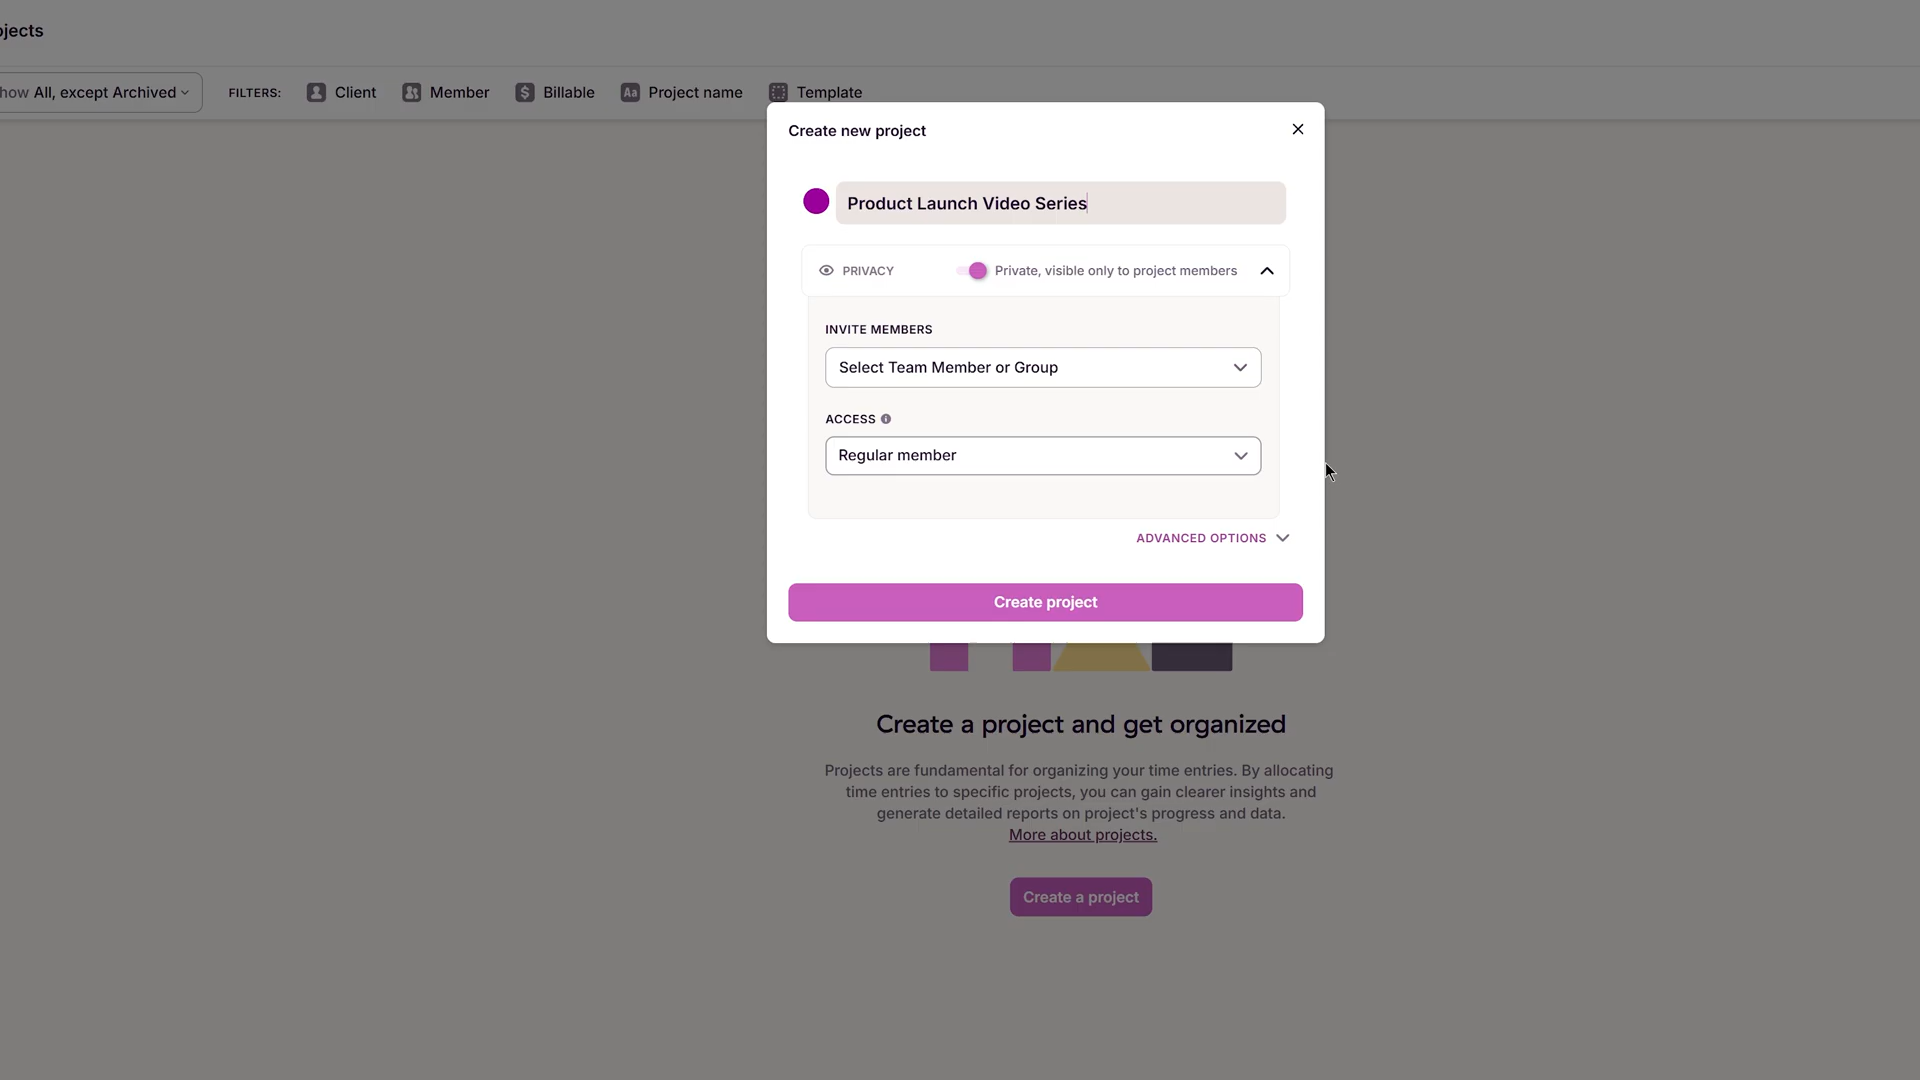 ojects
how All, except Archived
FILTERS:
Client
Member
Billable
Project name
Template
Create new project
Product Launch Video Series
PRIVACY
Private, visible only to project members
INVITE MEMBERS
Select Team Member or Group
ACCESS
Regular member
ADVANCED OPTIONS
Create project
Create a project and get organized
Projects are fundamental for organizing your time entries. By allocating
time entries to specific projects, you can gain clearer insights and
generate detailed reports on project's progress and data.
More about projects.
Create a project